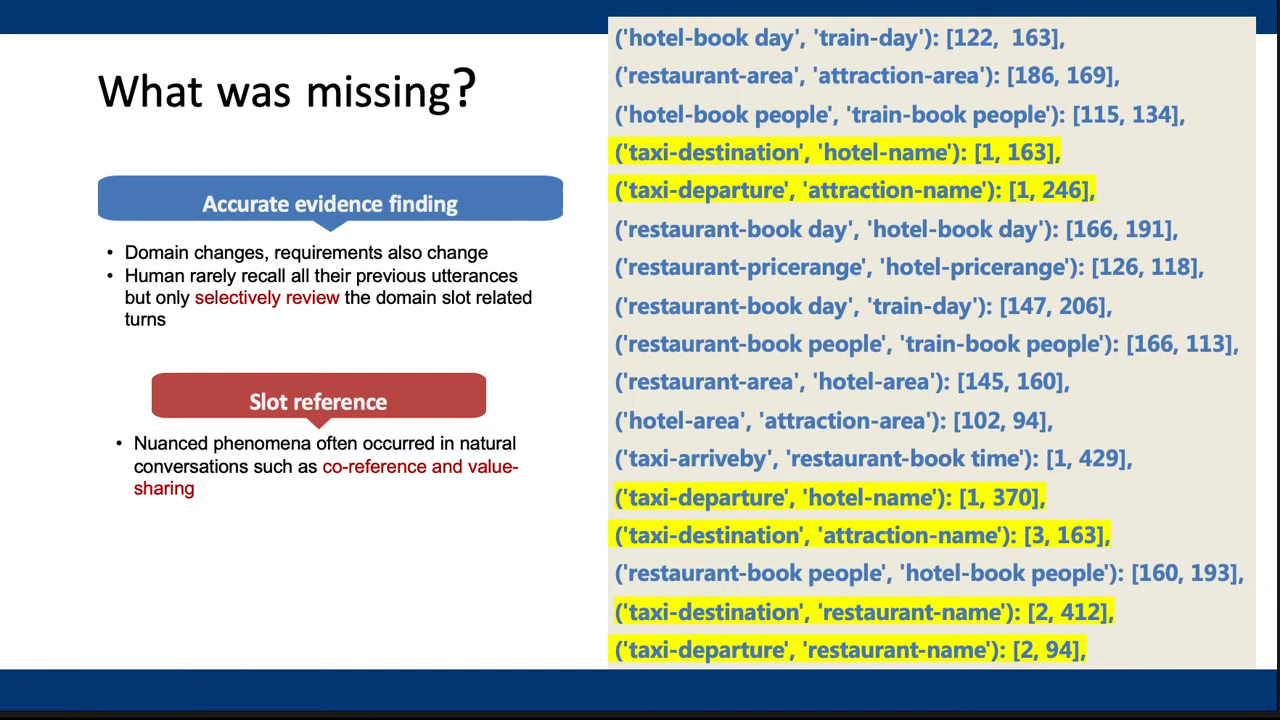 What was missing?
Accurate evidence finding
• Domain changes, requirements also change
• Human rarely recall all their previous utterances
but only selectively review the domain slot related
turns
Slot reference
• Nuanced phenomena often occurred in natural
conversations such as co-reference and value-
sharing
('hotel-book day', 'train-day'): [122, 163],
('restaurant-area', 'attraction-area'): [186, 169],
('hotel-book people', 'train-book people'): [115, 134],
('taxi-destination', 'hotel-name'): [1, 163],
('taxi-departure', 'attraction-name'): [1, 246],
('restaurant-book day', 'hotel-book day'): [166, 191],
('restaurant-pricerange', 'hotel-pricerange'): [126, 118],
('restaurant-book day', 'train-day'): [147, 206],
('restaurant-book people', 'train-book people'): [166, 113],
('restaurant-area', 'hotel-area'): [145, 160],
('hotel-area', 'attraction-area'): [102, 94],
('taxi-arriveby', 'restaurant-book time'): [1, 429],
('taxi-departure', 'hotel-name'): [1, 370],
('taxi-destination', 'attraction-name'): [3, 163],
('restaurant-book people', 'hotel-book people'): [160, 193],
('taxi-destination', 'restaurant-name'): [2, 412],
('taxi-departure', 'restaurant-name'): [2, 94],